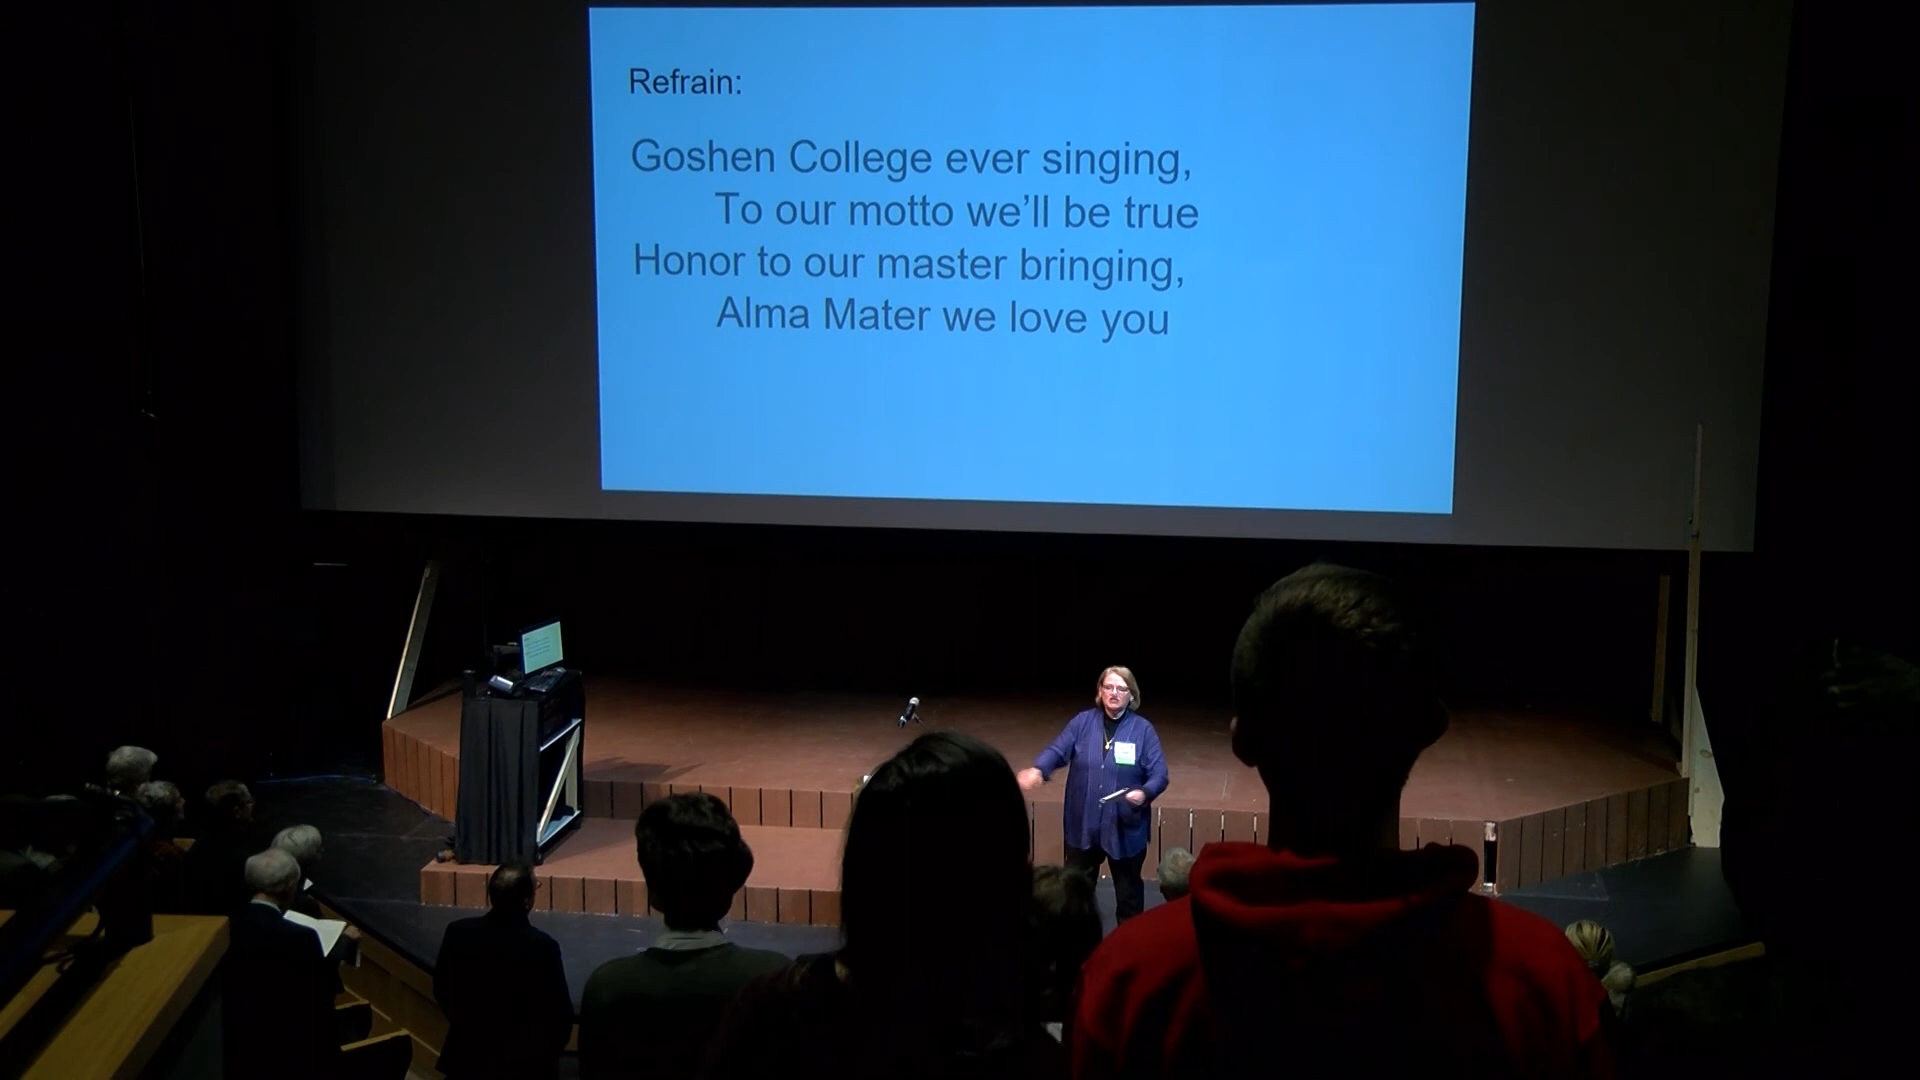 Refrain:
Goshen College ever singing,
To our motto we’ll be true
Honor to our master bringing,
Alma Mater we love you